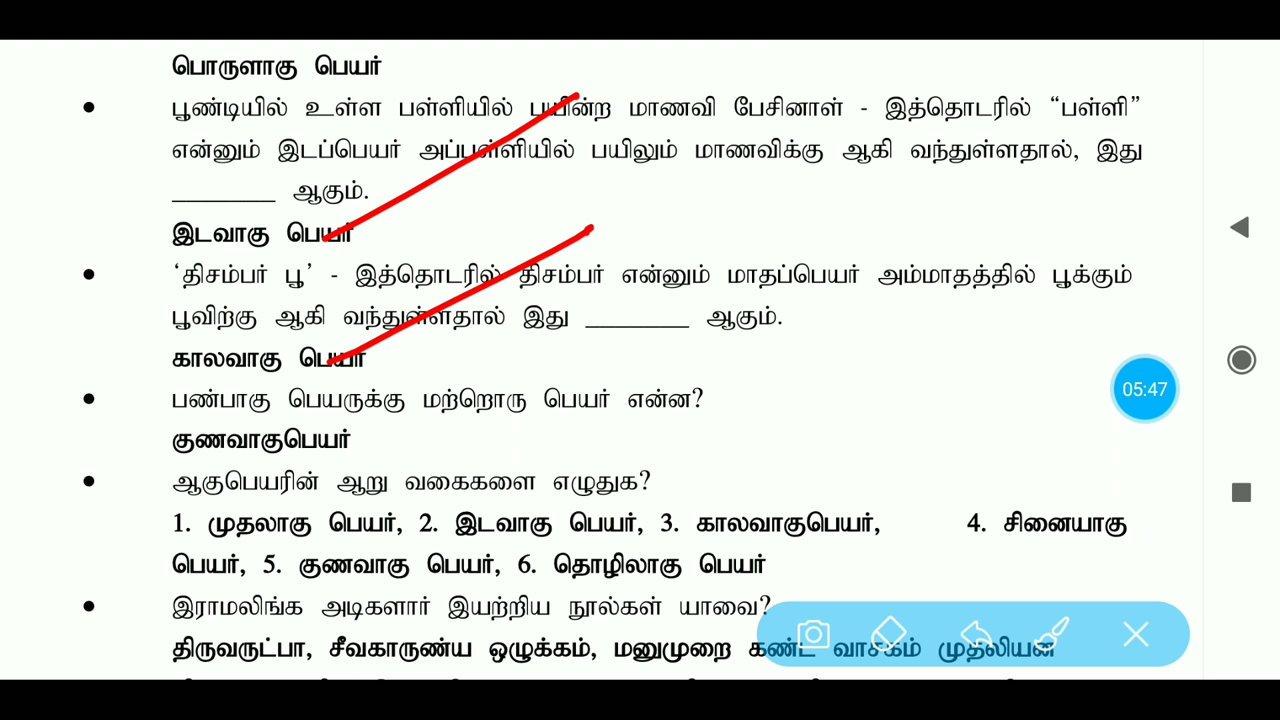 பொருளாகு பெயர்
• பூண்டியில் உள்ள பள்ளியில் பயின்ற மாணவி பேசினாள் - இத்தொடரில் “பள்ளி”
என்னும் இடப்பெயர் அப்பள்ளியில் பயிலும் மாணவிக்கு ஆகி வந்துள்ளதால், இது
________ ஆகும்.
இடவாகு பெயர்
• ‘திசம்பர் பூ’ - இத்தொடரில் திசம்பர் என்னும் மாதப்பெயர் அம்மாதத்தில் பூக்கும்
பூவிற்கு ஆகி வந்துள்ளதால் இது ________ ஆகும்.
காலவாகு பெயர்
• பண்பாகு பெயருக்கு மற்றொரு பெயர் என்ன?
05:47
குணவாகுபெயர்
• ஆகுபெயரின் ஆறு வகைகளை எழுதுக?
1. முதலாகு பெயர், 2. இடவாகு பெயர், 3. காலவாகுபெயர், 4. சினையாகு
பெயர், 5. குணவாகு பெயர், 6. தொழிலாகு பெயர்
• இராமலிங்க அடிகளார் இயற்றிய நூல்கள் யாவை?
திருவருட்பா, சீவகாருண்ய ஒழுக்கம், மனுமுறை கண்ட வாசகம் முதலியன